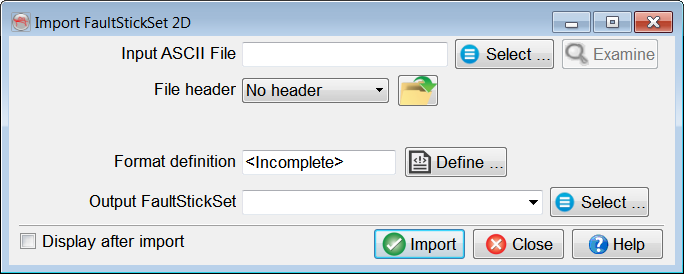 Import FaultStickSet 2D
Input ASCII File Select ... Examine
File header No header
Format definition <Incomplete> Define ...
Output FaultStickSet Select ...
Display after import Import Close Help